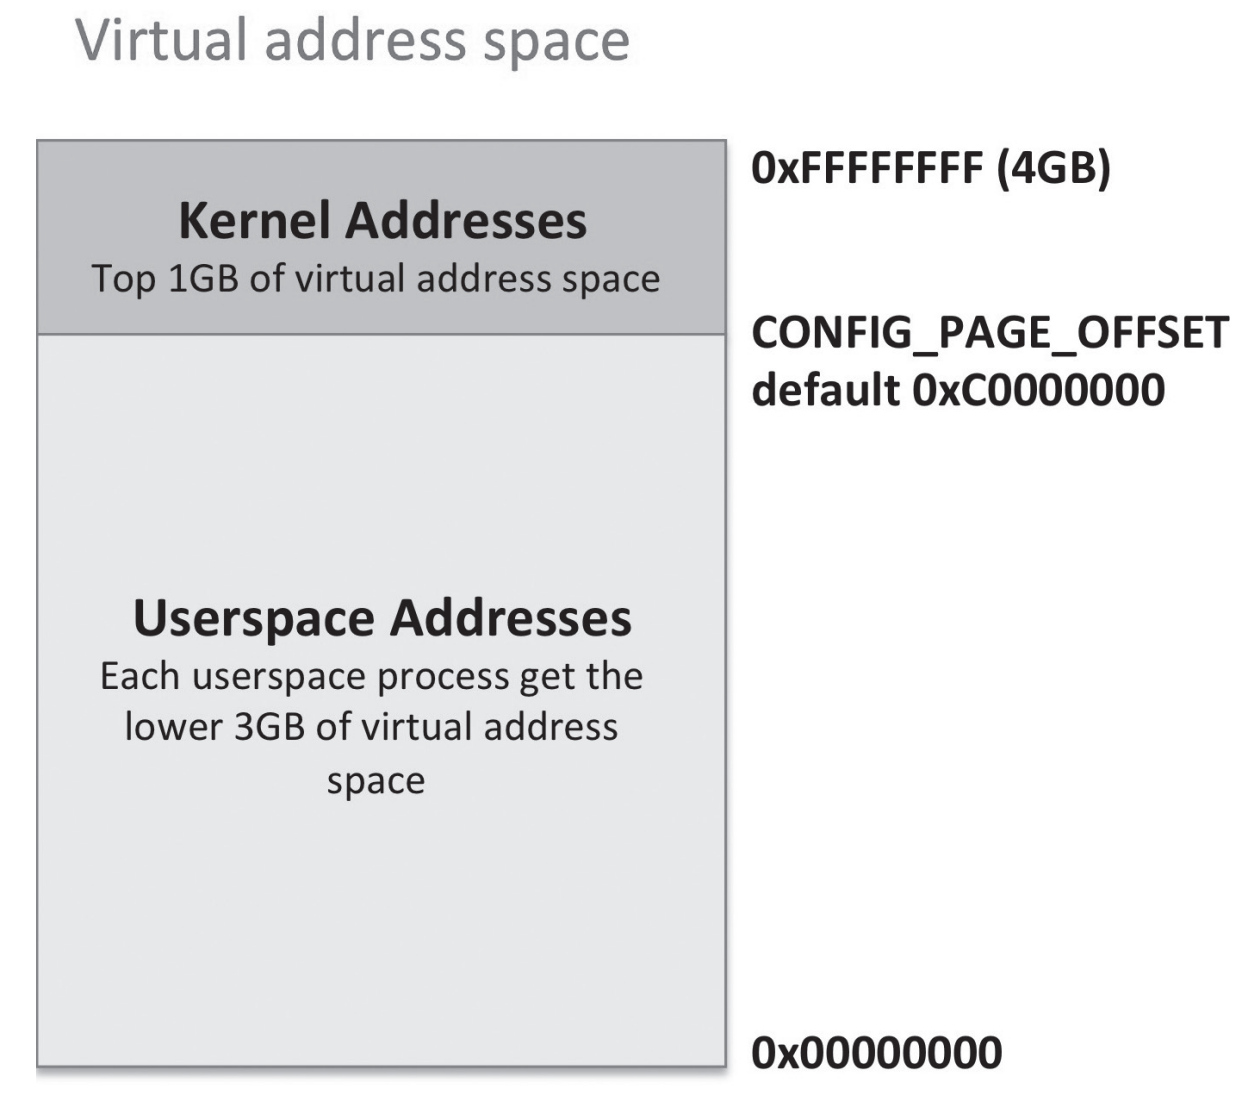 Virtual address space
0xFFFFFFFF (4GB)
Kernel Addresses
Top 1GB of virtual address space
CONFIG_PAGE_OFFSET
default 0xC0000000
Userspace Addresses
Each userspace process get the
lower 3GB of virtual address
space
0x00000000